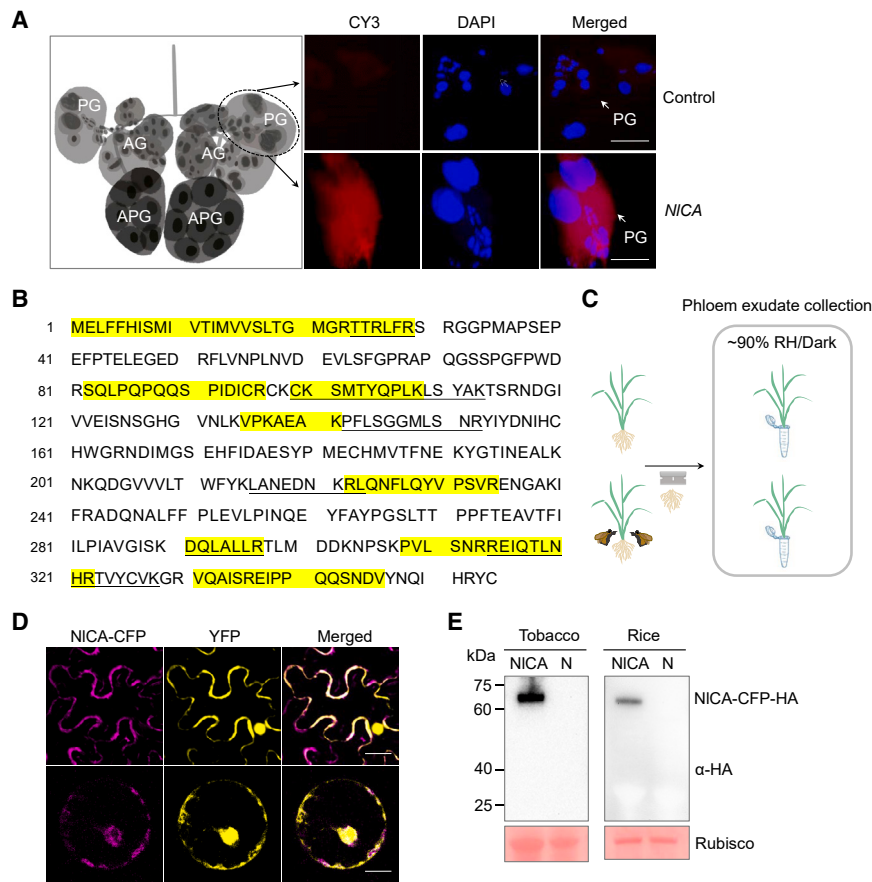 A
CY3 DAPI Merged
PG PG
AG AG
APG APG
PG
Control
PG
NlCA
B
1 MELFFHISMI VTIMVVSLTG MGRTTRLFRS RGGPMAPSEP
41 EFPTELEGED RFLVNPLNVD EVLSFGPRAP QGSSPGFPWD
81 RSQLPQPQQS PIDICRCKCK SMTYQPLKLS YAKTSRNDGI
121 VVEISNSGHG VNLKVPKAEA KPFLSGGMLS NRYIYDNIHC
161 HWGRNDIMGS EHFIDAESYP MECHMVTFNE KYGTINEALK
201 NKQDGVVVLT WFYKLANEDN KRLQNFLQYV PSVRENGAKI
241 FRADQNALFF PLEVLPINQE YFAYPGSLTT PPFTEAVTFI
281 ILPIAVGISK DQLALLRTLM DDKNPSKPVL SNRREIQTLN
321 HRTVYCVKGR VQAISREIPP QQSNDVYNQI HRYC
C
Phloem exudate collection
~90% RH/Dark
D
NlCA-CFP YFP Merged
E
Tobacco Rice
kDa NlCA N NlCA N
75
60
40
25
NlCA-CFP-HA
α-HA
Rubisco